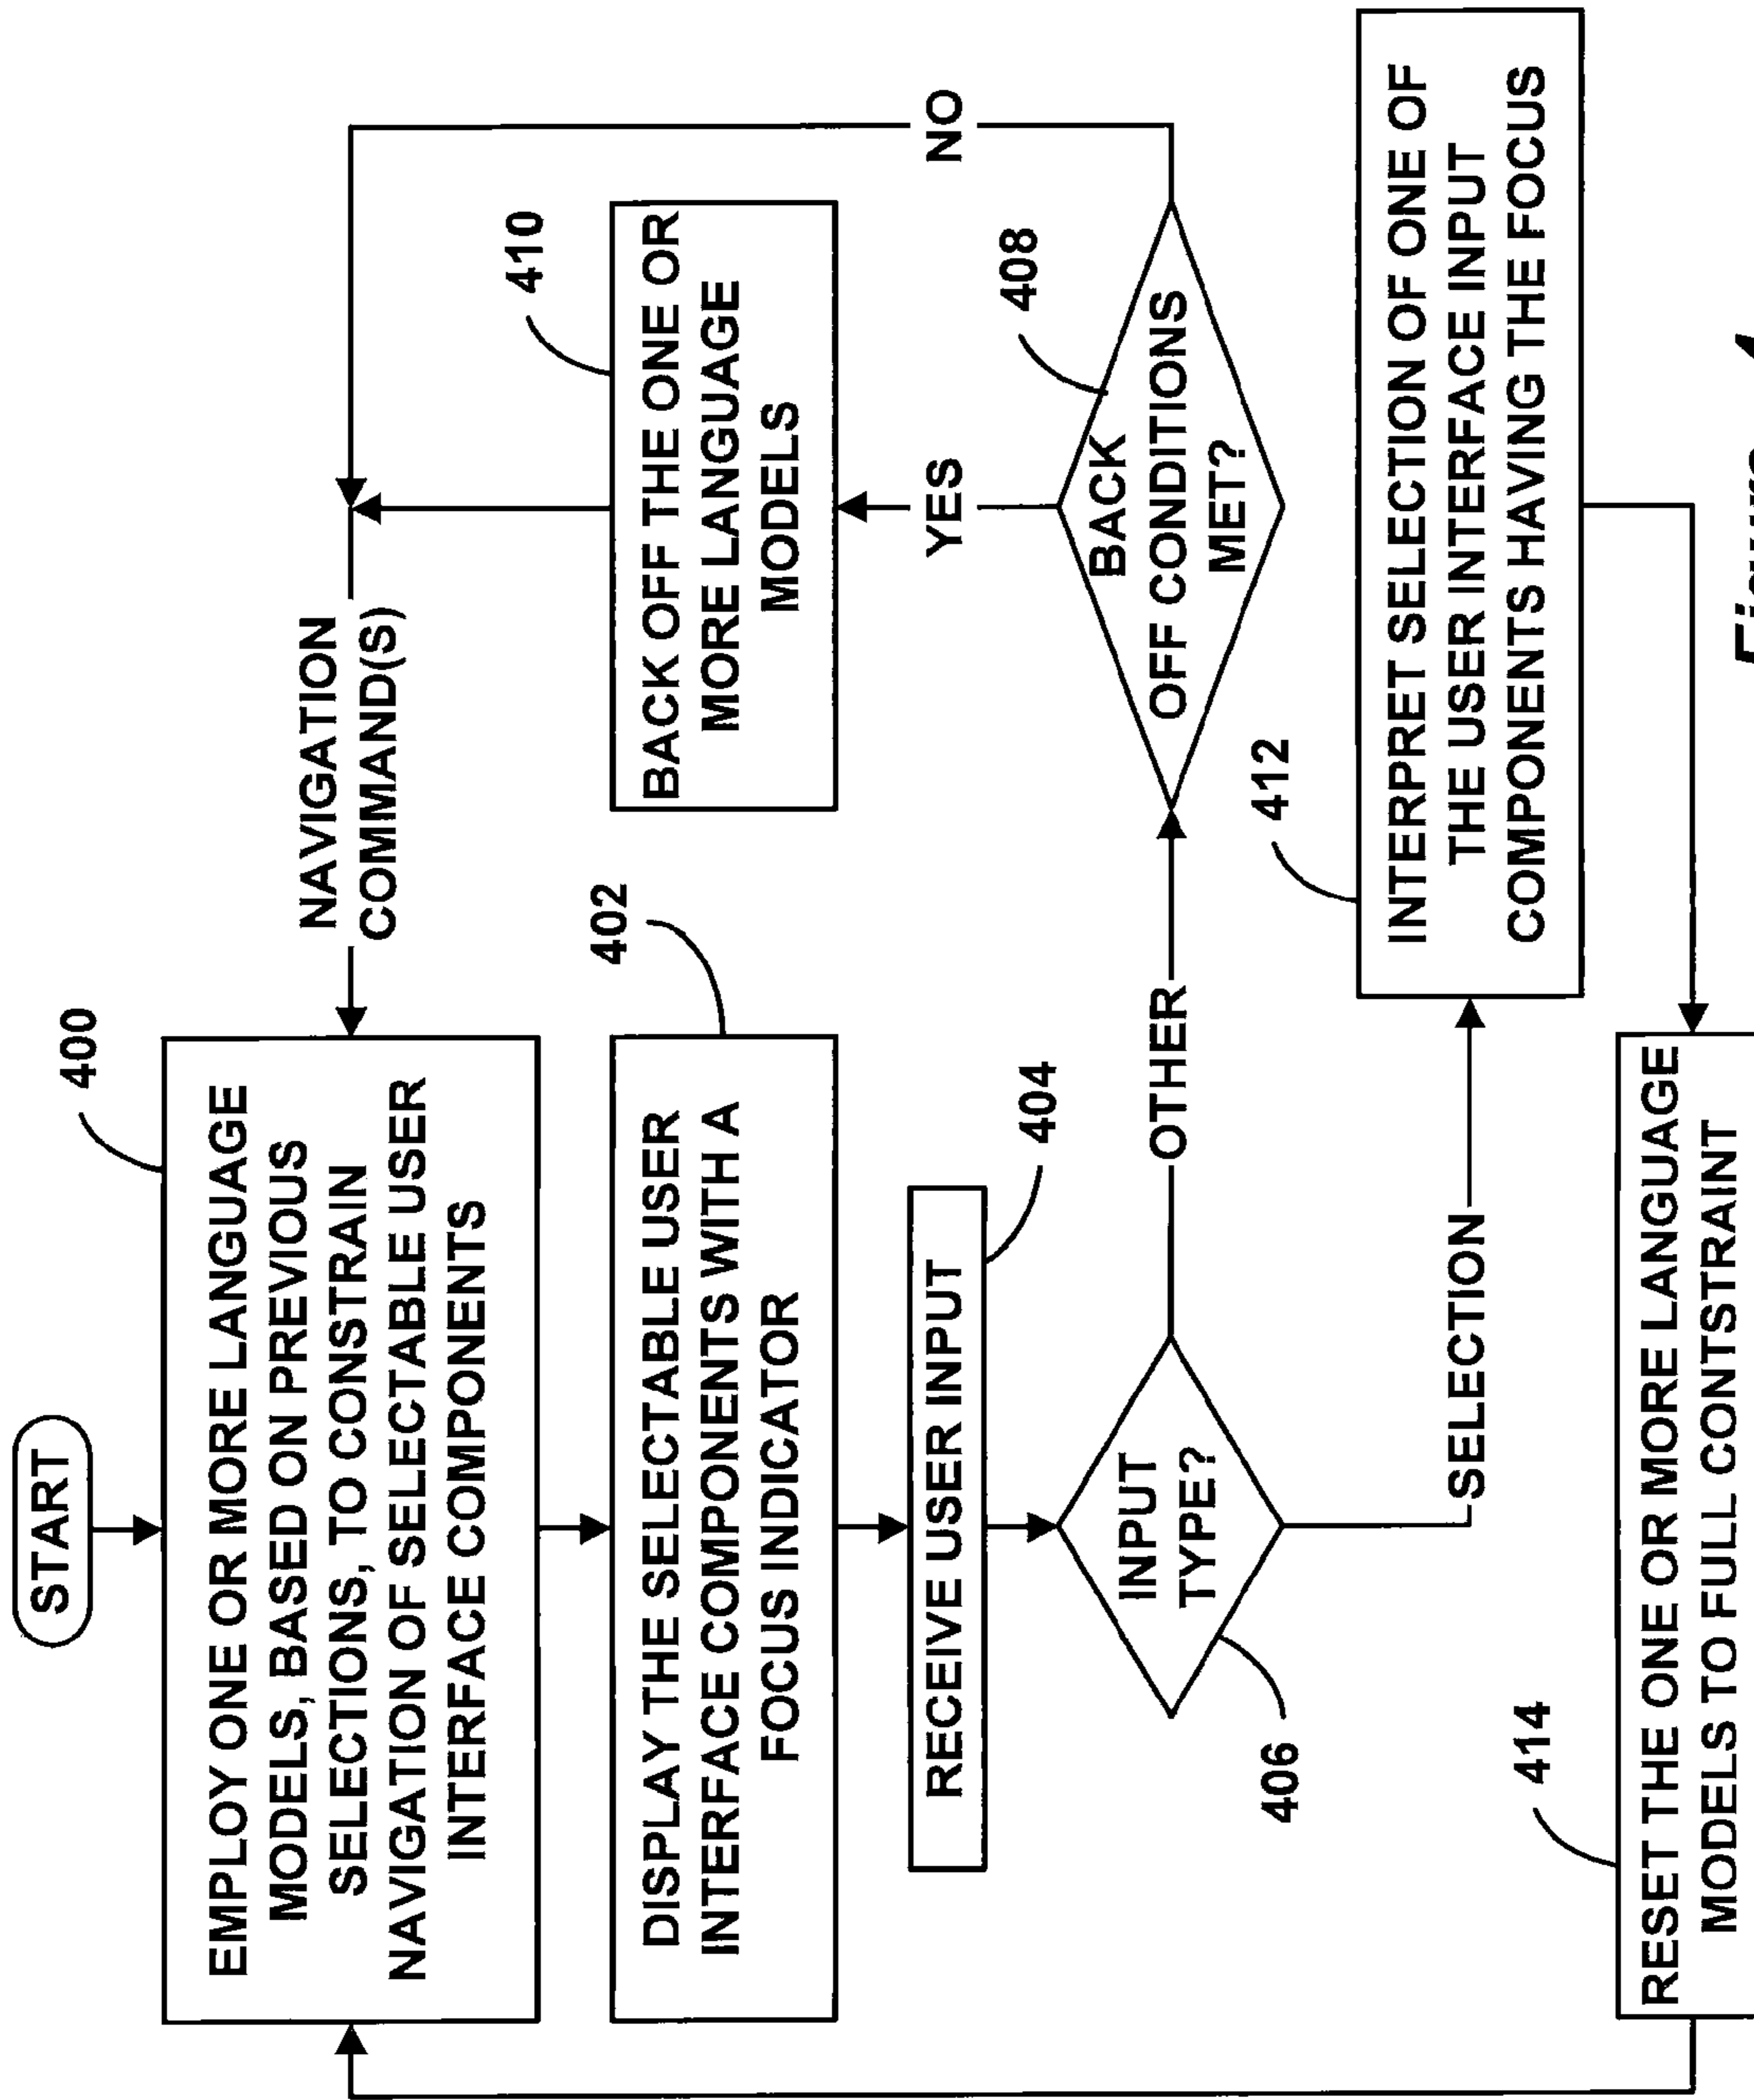 START
400
EMPLOY ONE OR MORE LANGUAGE
MODELS, BASED ON PREVIOUS
SELECTIONS, TO CONSTRAIN
NAVIGATION OF SELECTABLE USER
INTERFACE COMPONENTS
NAVIGATION
COMMAND(S)
402
DISPLAY THE SELECTABLE USER
INTERFACE COMPONENTS WITH A
FOCUS INDICATOR
410
BACK OFF THE ONE OR
MORE LANGUAGE
MODELS
404
RECEIVE USER INPUT
YES
NO
406
INPUT
TYPE?
OTHER
408
BACK
OFF CONDITIONS
MET?
SELECTION
412
INTERPRET SELECTION OF ONE OF
THE USER INTERFACE INPUT
COMPONENTS HAVING THE FOCUS
414
RESET THE ONE OR MORE LANGUAGE
MODELS TO FULL CONTSTRAINT
Figure 4